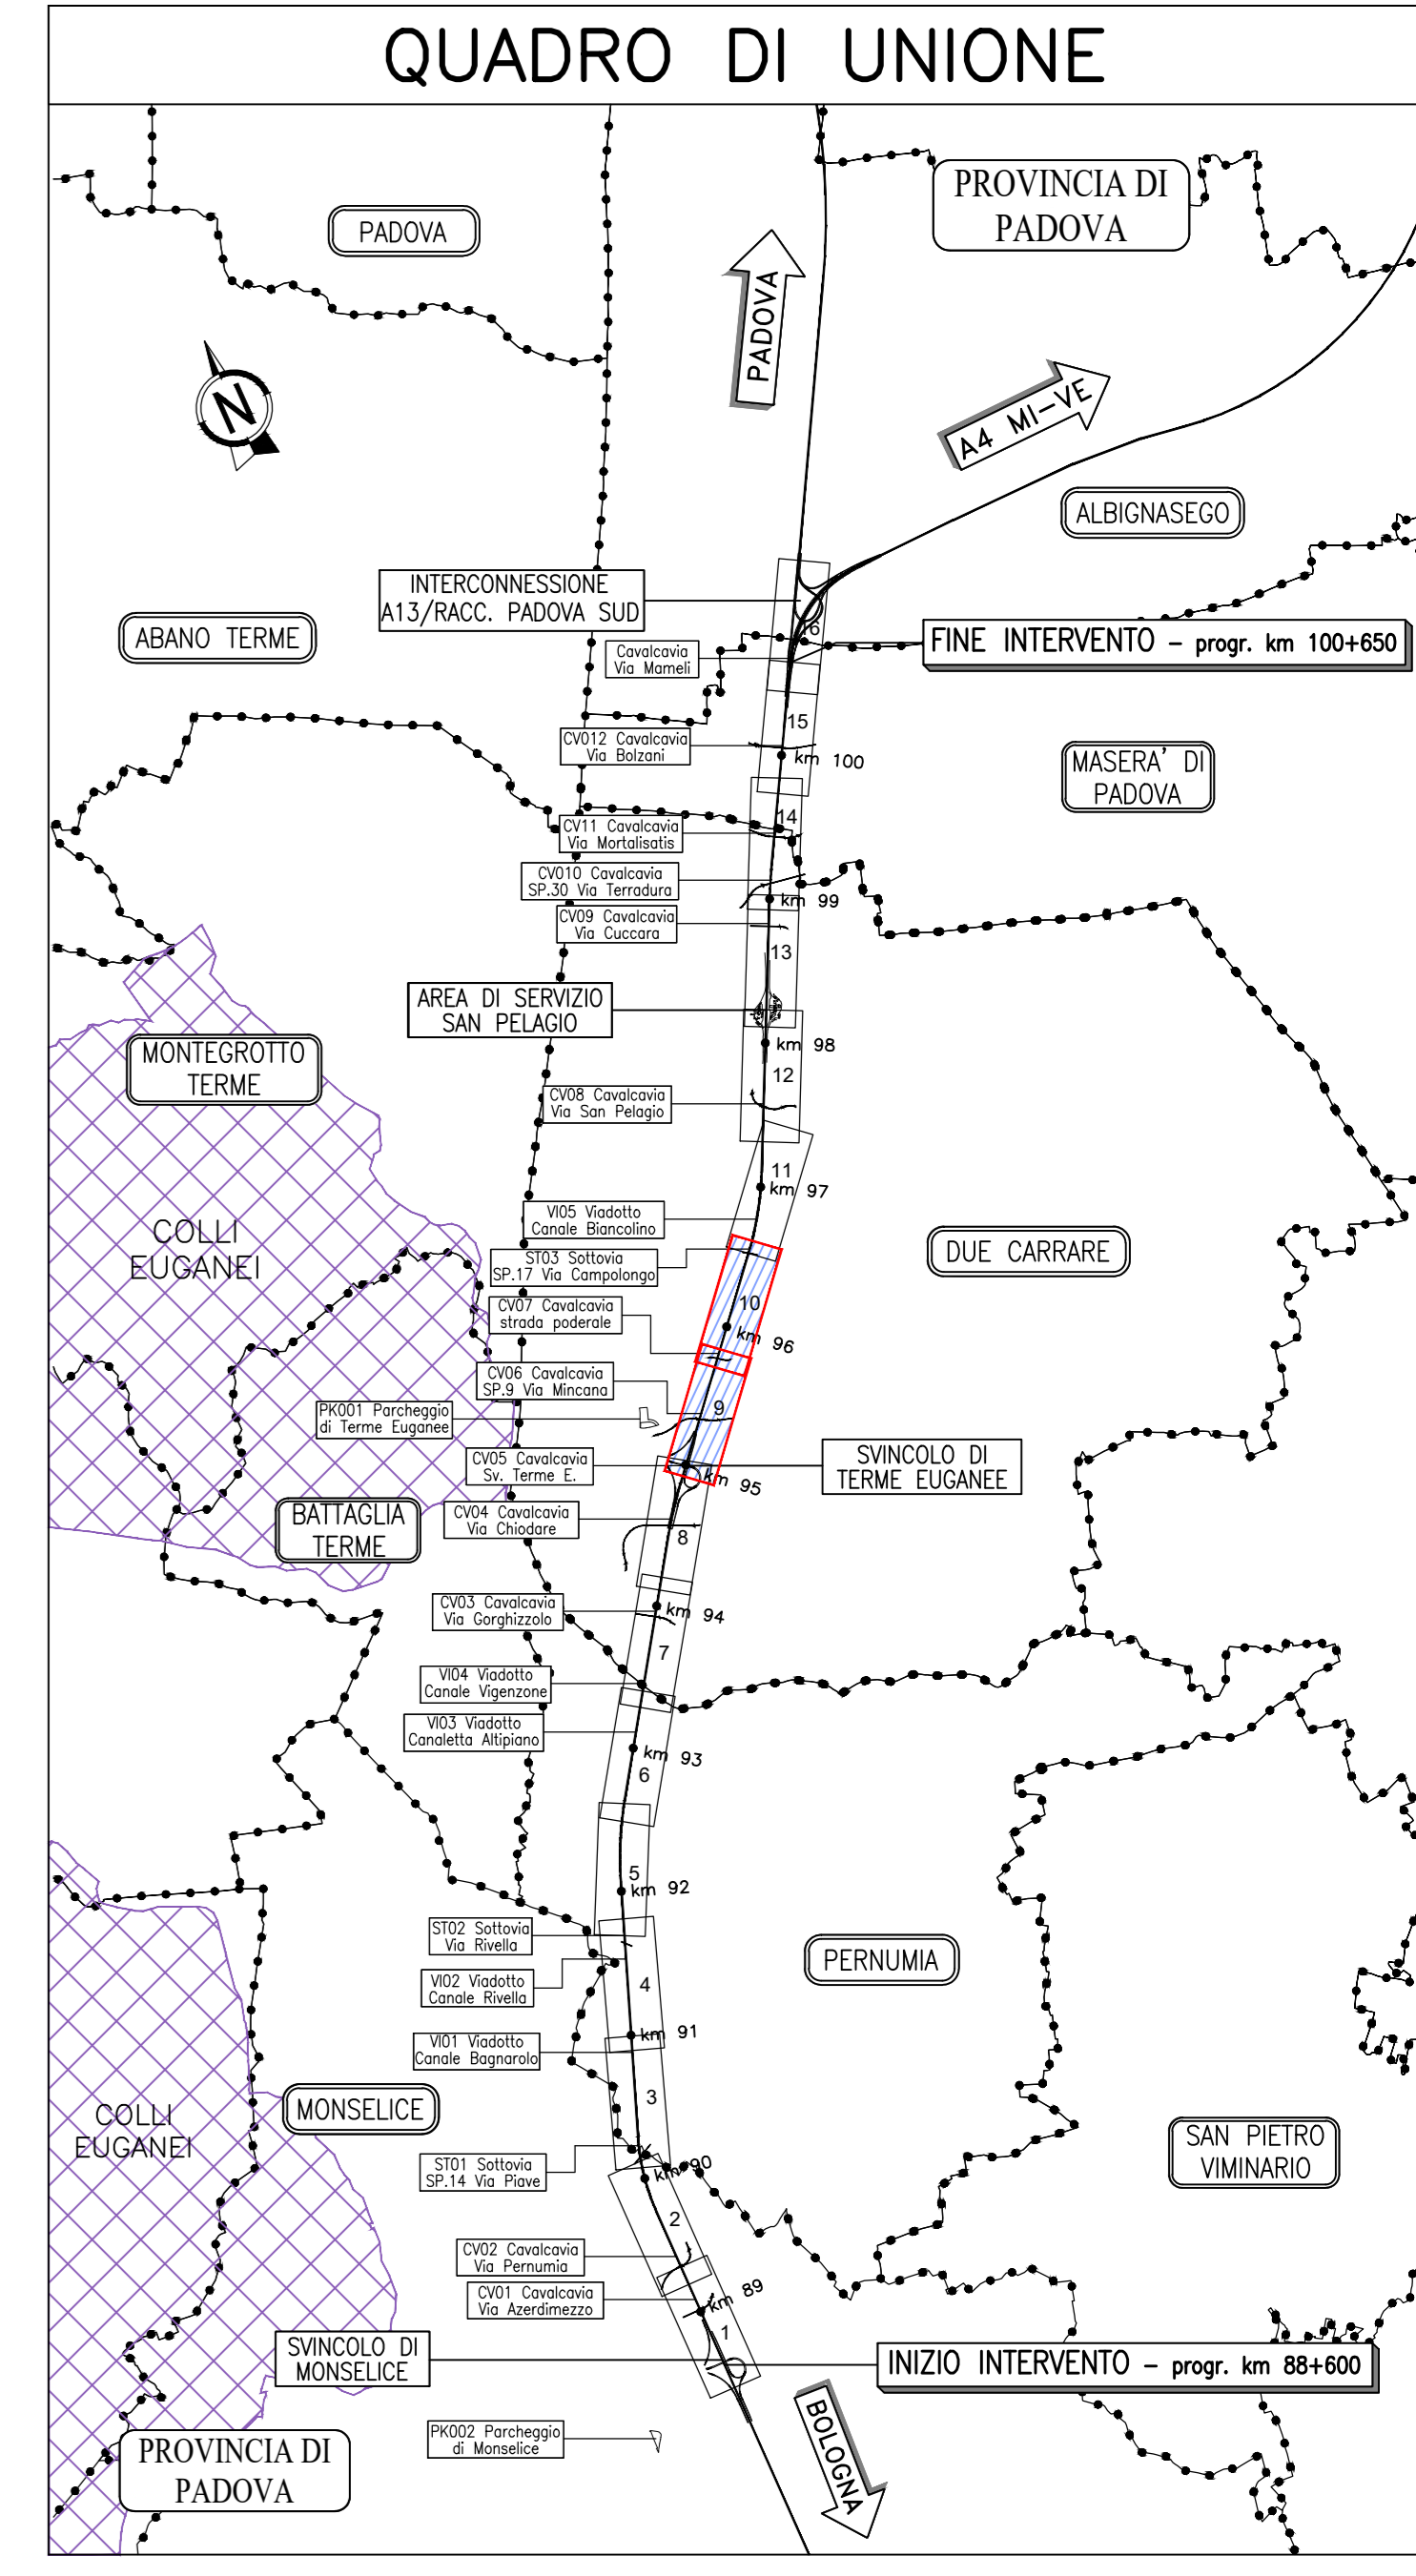 QUADRO DI UNIONE
PROVINCIA DI
PADOVA
PADOVA
PADOVA
N
A4 MI-VE
ALBIGNASEGO
INTERCONNESSIONE
A13/RACC. PADOVA SUD
ABANO TERME
16
FINE INTERVENTO - progr. km 100+650
Cavalcavia
Via Mameli
15
CV012 Cavalcavia
Via Bolzani
km 100
MASERA' DI
PADOVA
14
CV11 Cavalcavia
Via Mortalisatis
CV010 Cavalcavia
SP.30 Via Terradura
km 99
CV09 Cavalcavia
Via Cuccara
13
AREA DI SERVIZIO
SAN PELAGIO
km 98
MONTEGROTTO
TERME
12
CV08 Cavalcavia
Via San Pelagio
11
km 97
VI05 Viadotto
Canale Biancolino
COLLI
EUGANEI
DUE CARRARE
ST03 Sottovia
SP.17 Via Campolongo
10
CV07 Cavalcavia
strada poderale
km 96
CV06 Cavalcavia
SP.9 Via Mincana
9
PK001 Parcheggio
di Terme Euganee
CV05 Cavalcavia
Sv. Terme E.
SVINCOLO DI
TERME EUGANEE
km 95
BATTAGLIA
TERME
CV04 Cavalcavia
Via Chiodare
8
CV03 Cavalcavia
Via Gorghizzolo
km 94
7
VI04 Viadotto
Canale Vigenzone
VI03 Viadotto
Canaletta Altipiano
km 93
6
5
km 92
ST02 Sottovia
Via Rivella
PERNUMIA
VI02 Viadotto
Canale Rivella
4
km 91
VI01 Viadotto
Canale Bagnarolo
3
MONSELICE
COLLI
EUGANEI
SAN PIETRO
VIMINARIO
ST01 Sottovia
SP.14 Via Piave
km 90
2
CV02 Cavalcavia
Via Pernumia
CV01 Cavalcavia
Via Azerdimezzo
km 89
1
SVINCOLO DI
MONSELICE
INIZIO INTERVENTO - progr. km 88+600
BOLOGNA
PK002 Parcheggio
di Monselice
PROVINCIA DI
PADOVA